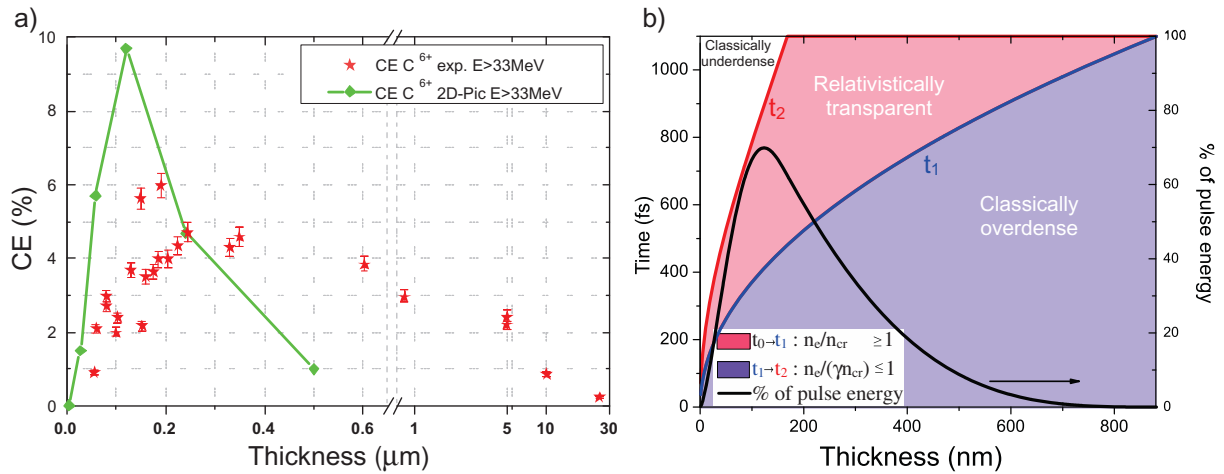 a)
10
8
6
4
2
0
CE (%)
CE C 6+ exp. E>33MeV
CE C 6+ 2D-Pic E>33MeV
0.0 0.2 0.4 0.6 1 5 10 30
Thickness (µm)
b)
1000
800
600
400
200
0
Time (fs)
Classically
underdense
Relativistically
transparent
t2
t1
Classically
overdense
t0→t1 : ne/ncr ≥1
t1→t2 : ne/(γncr) ≤1
% of pulse energy
0 200 400 600 800
Thickness (nm)
100
80
60
40
20
0
% of pulse energy